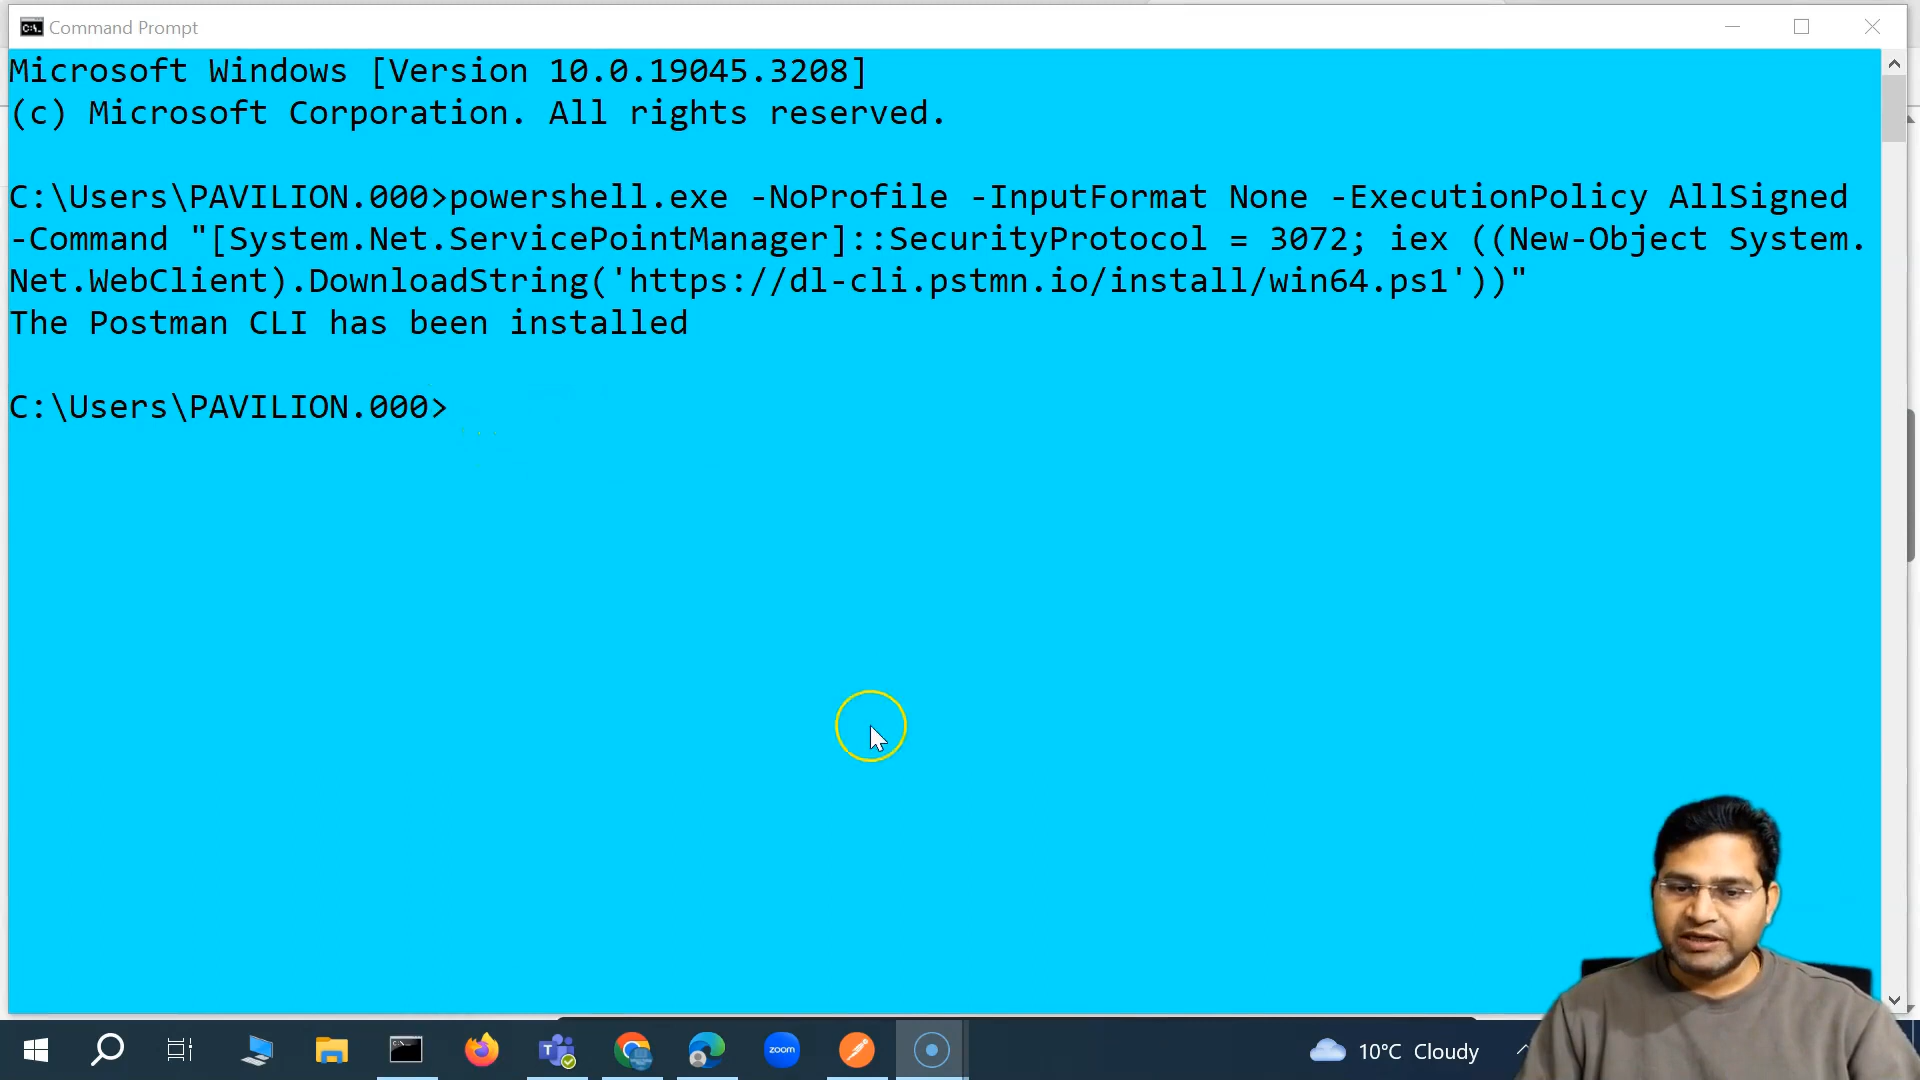 Command Prompt
Microsoft Windows [Version 10.0.19045.3208]
(c) Microsoft Corporation. All rights reserved.
C:\Users\PAVILION.000>powershell.exe -NoProfile -InputFormat None -ExecutionPolicy AllSigned
-Command "[System.Net.ServicePointManager]::SecurityProtocol = 3072; iex ((New-Object System.
Net.WebClient).DownloadString('https://dl-cli.pstmn.io/install/win64.ps1'))"
The Postman CLI has been installed
C:\Users\PAVILION.000>
zoom
10°C Cloudy